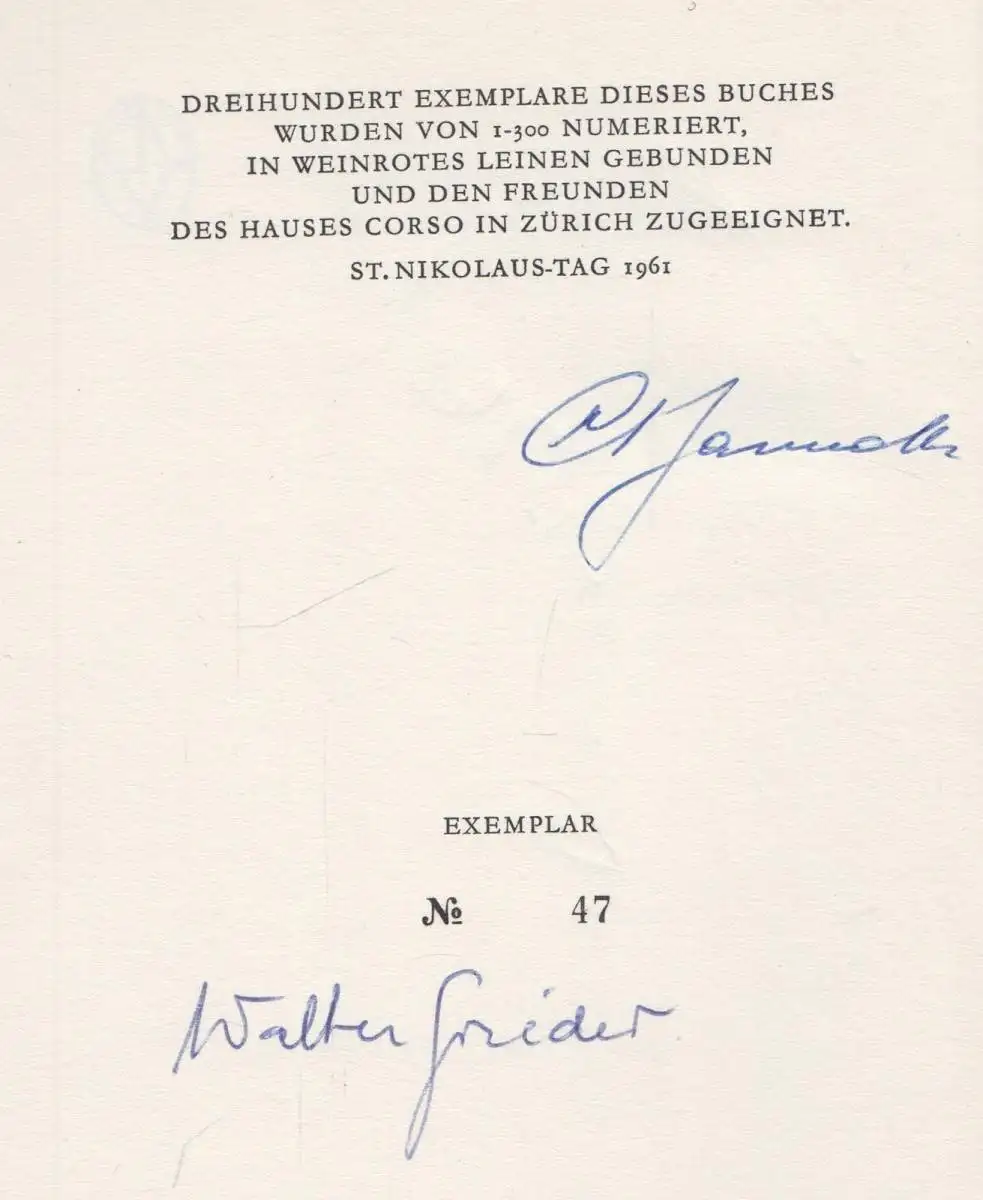 DREIHUNDERT EXEMPLARE DIESES BUCHES
WURDEN VON 1-300 NUMERIERT,
IN WEINROTES LEINEN GEBUNDEN
UND DEN FREUNDEN
DES HAUSES CORSO IN ZÜRICH ZUGEEIGNET.
ST. NIKOLAUS-TAG 1961
EXEMPLAR
№ 47
Walter Grieder